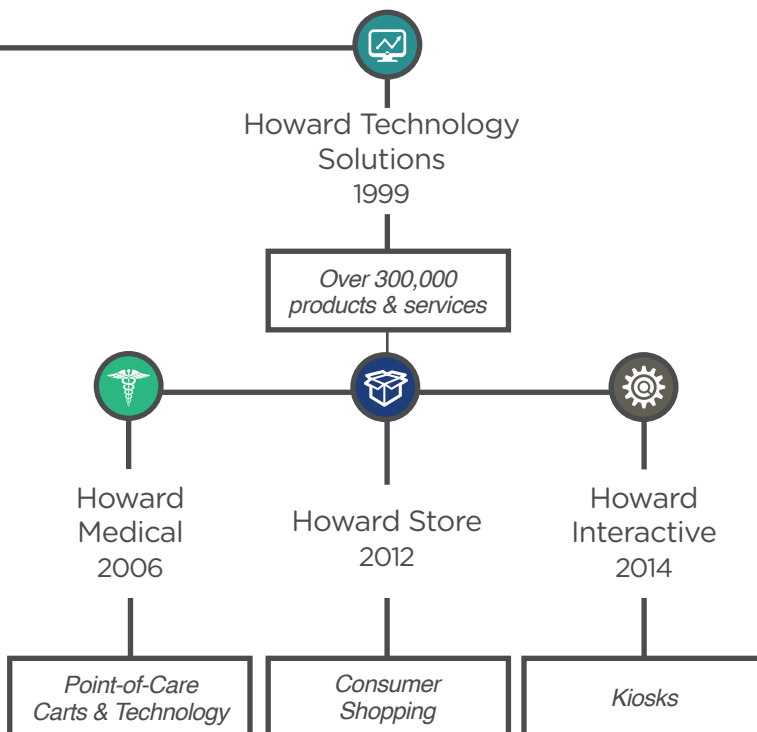 Howard Technology
Solutions
1999
Over 300,000
products & services
Howard
Medical
2006
Howard Store
2012
Howard
Interactive
2014
Point-of-Care
Carts & Technology
Consumer
Shopping
Kiosks